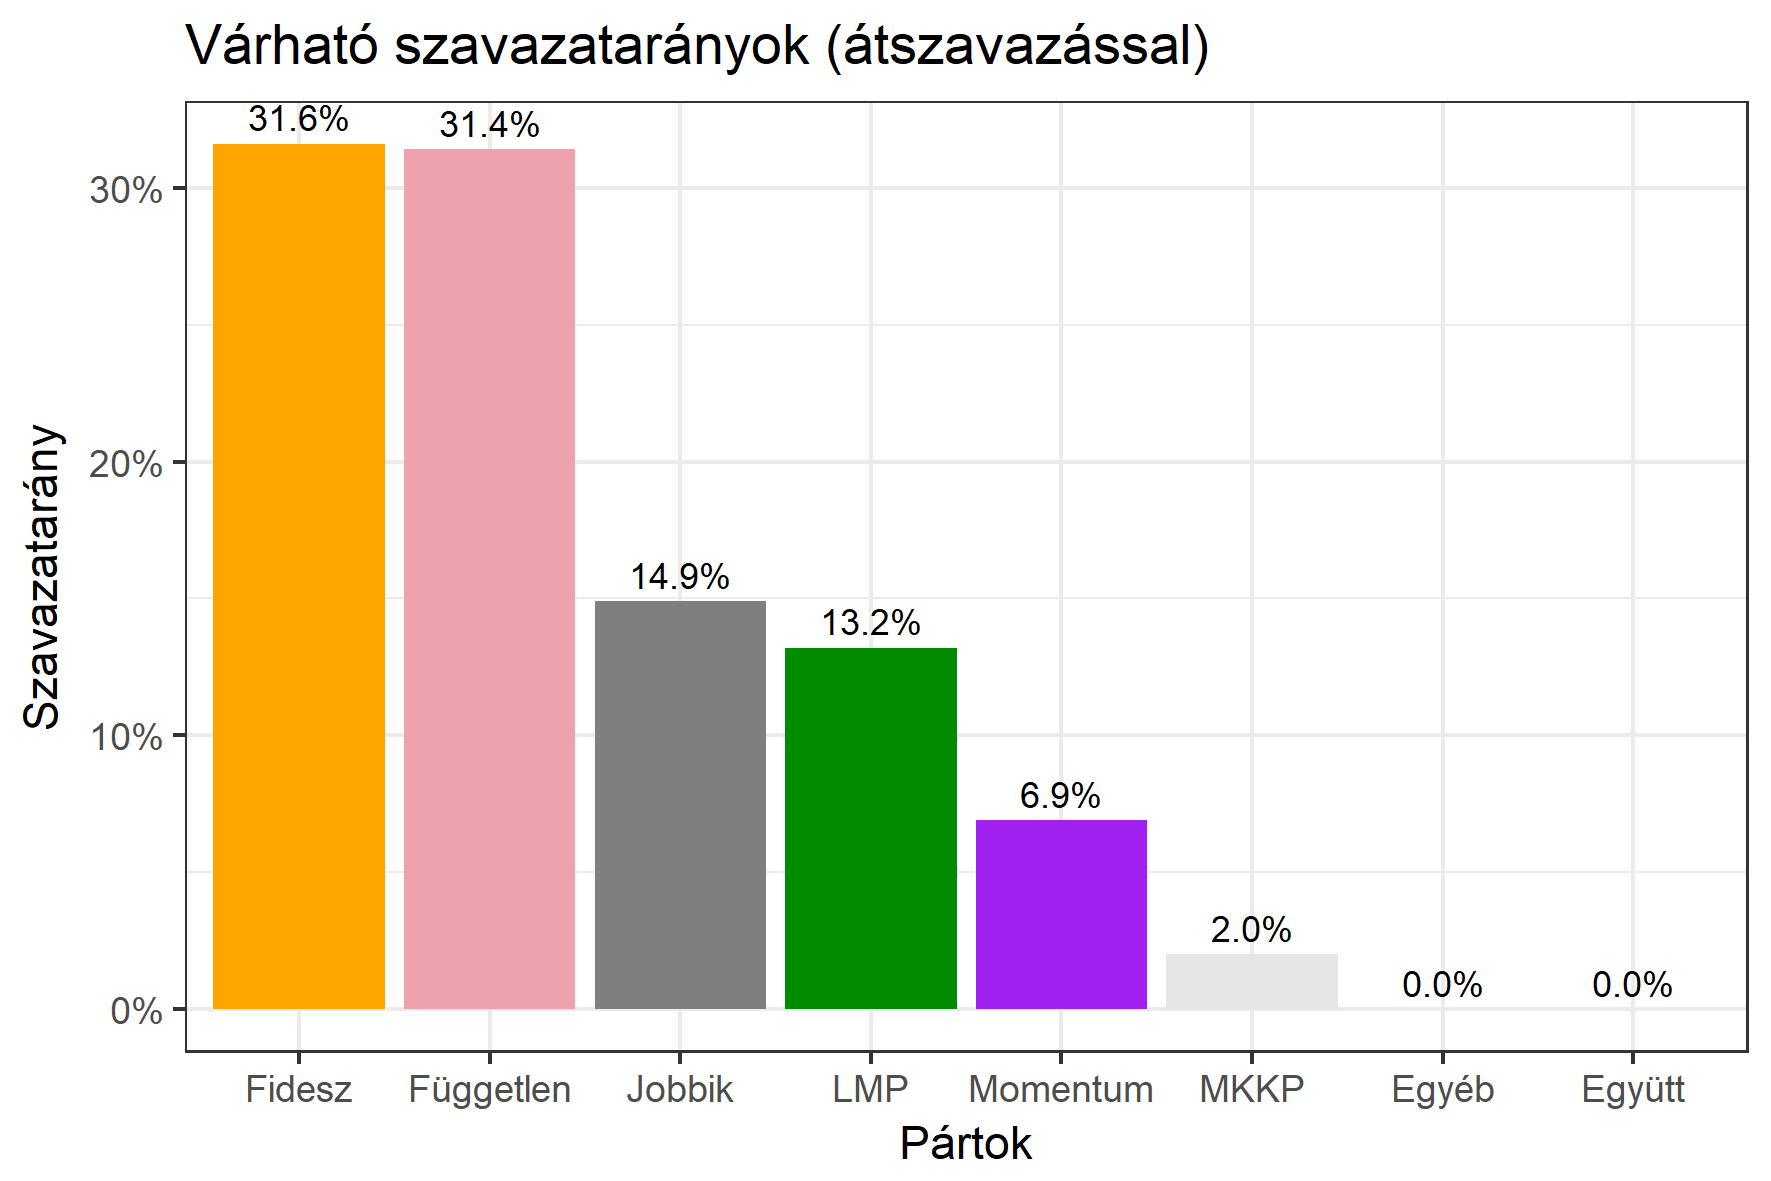 Várható szavazatarányok (átszavazással)
31.6%
31.4%
14.9%
13.2%
6.9%
2.0%
0.0%
0.0%
30%
20%
10%
0%
Szavazatarány
Fidesz
Független
Jobbik
LMP
Momentum
MKKP
Egyéb
Együtt
Pártok